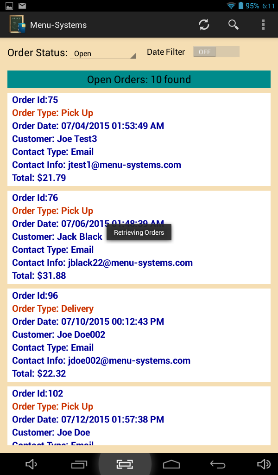 95% 6:11
Menu-Systems
Order Status: Open
Date Filter OFF
Open Orders: 10 found
Order Id:75
Order Type: Pick Up
Order Date: 07/04/2015 01:53:49 AM
Customer: Joe Test3
Contact Type: Email
Contact Info: jtest1@menu-systems.com
Total: $21.79
Order Id:76
Order Type: Pick Up
Order Date: 07/06/2015 01:48:39 AM
Customer: Jack Black
Retrieving Orders
Contact Type: Email
Contact Info: jblack22@menu-systems.com
Total: $31.88
Order Id:96
Order Type: Delivery
Order Date: 07/10/2015 00:12:43 PM
Customer: Joe Doe002
Contact Type: Email
Contact Info: jdoe002@menu-systems.com
Total: $22.32
Order Id:102
Order Type: Pick Up
Order Date: 07/12/2015 01:57:38 PM
Customer: Joe Doe
Contact Type: Email